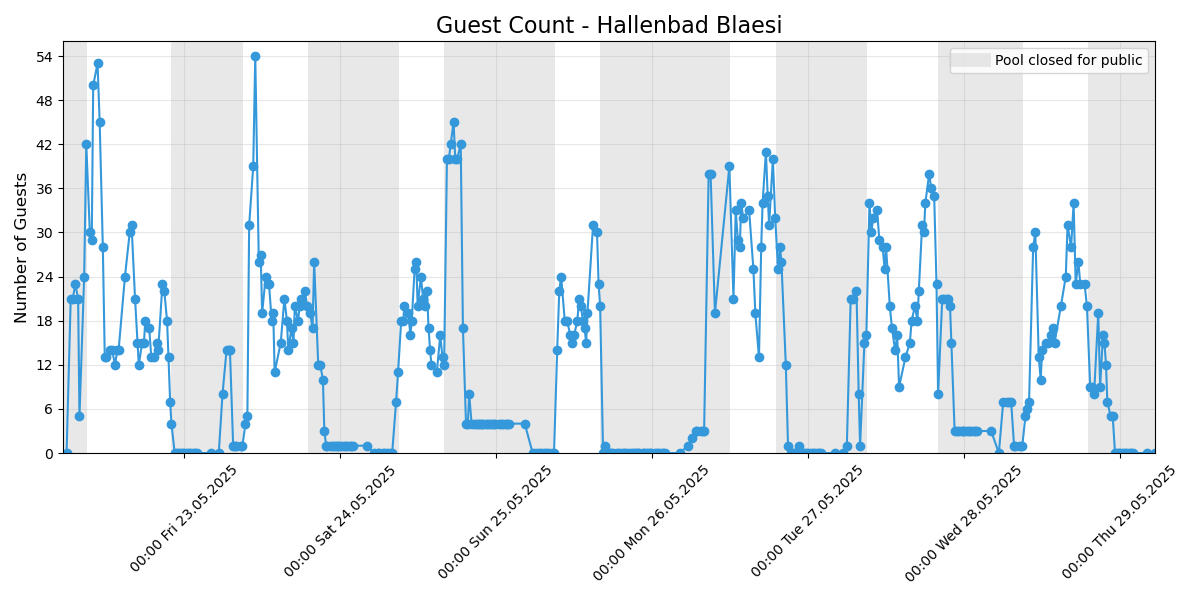 Guest Count - Hallenbad Blaesi
Pool closed for public
Number of Guests
54
48
42
36
30
24
18
12
6
0
00:00 Fri 23.05.2025
00:00 Sat 24.05.2025
00:00 Sun 25.05.2025
00:00 Mon 26.05.2025
00:00 Tue 27.05.2025
00:00 Wed 28.05.2025
00:00 Thu 29.05.2025